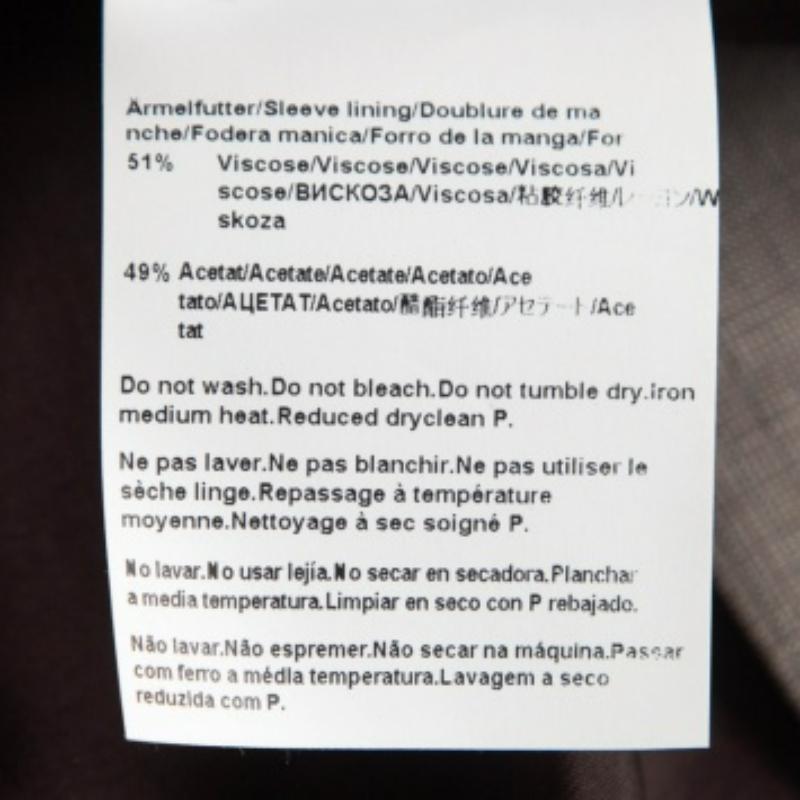 Ärmelfutter/Sleeve lining/Doublure de ma
nche/Fodera manica/Forro de la manga/For
51% Viscose/Viscose/Viscose/Viscosa/Vi
scose/ВИСКОЗА/Viscosa/粘胶纤维/レーヨン/W
skoza
49% Acetat/Acetate/Acetate/Acetato/Ace
tato/АЦЕТАТ/Acetato/醋酯纤维/アセテート/Ace
tat
Do not wash.Do not bleach.Do not tumble dry.iron
medium heat.Reduced dryclean P.
Ne pas laver.Ne pas blanchir.Ne pas utiliser le
sèche linge.Repassage à température
moyenne.Nettoyage à sec soigné P.
No lavar.No usar lejía.No secar en secadora.Planchar
a media temperatura.Limpiar en seco con P rebajado.
Não lavar.Não espremer.Não secar na máquina.Passar
com ferro a média temperatura.Lavagem a seco
reduzida com P.